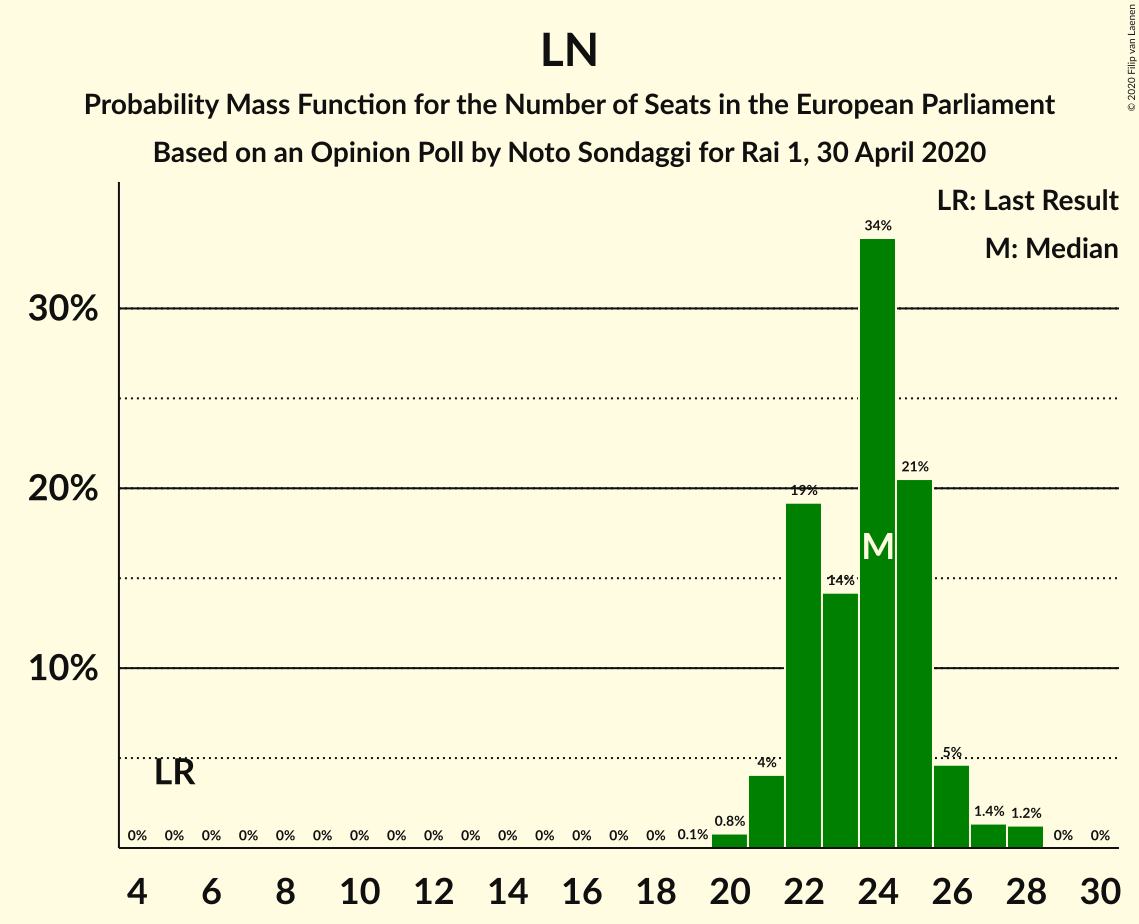 LN
Probability Mass Function for the Number of Seats in the European Parliament
Based on an Opinion Poll by Noto Sondaggi for Rai 1, 30 April 2020
© 2020 Filip van Laenen
LR: Last Result
M: Median
34%
30%
21%
20%
19%
M
14%
10%
LR
4%
5%
0% 0% 0% 0% 0% 0% 0% 0% 0% 0% 0% 0% 0% 0% 0% 0.1% 0.8% 1.4% 1.2% 0% 0%
4 6 8 10 12 14 16 18 20 22 24 26 28 30